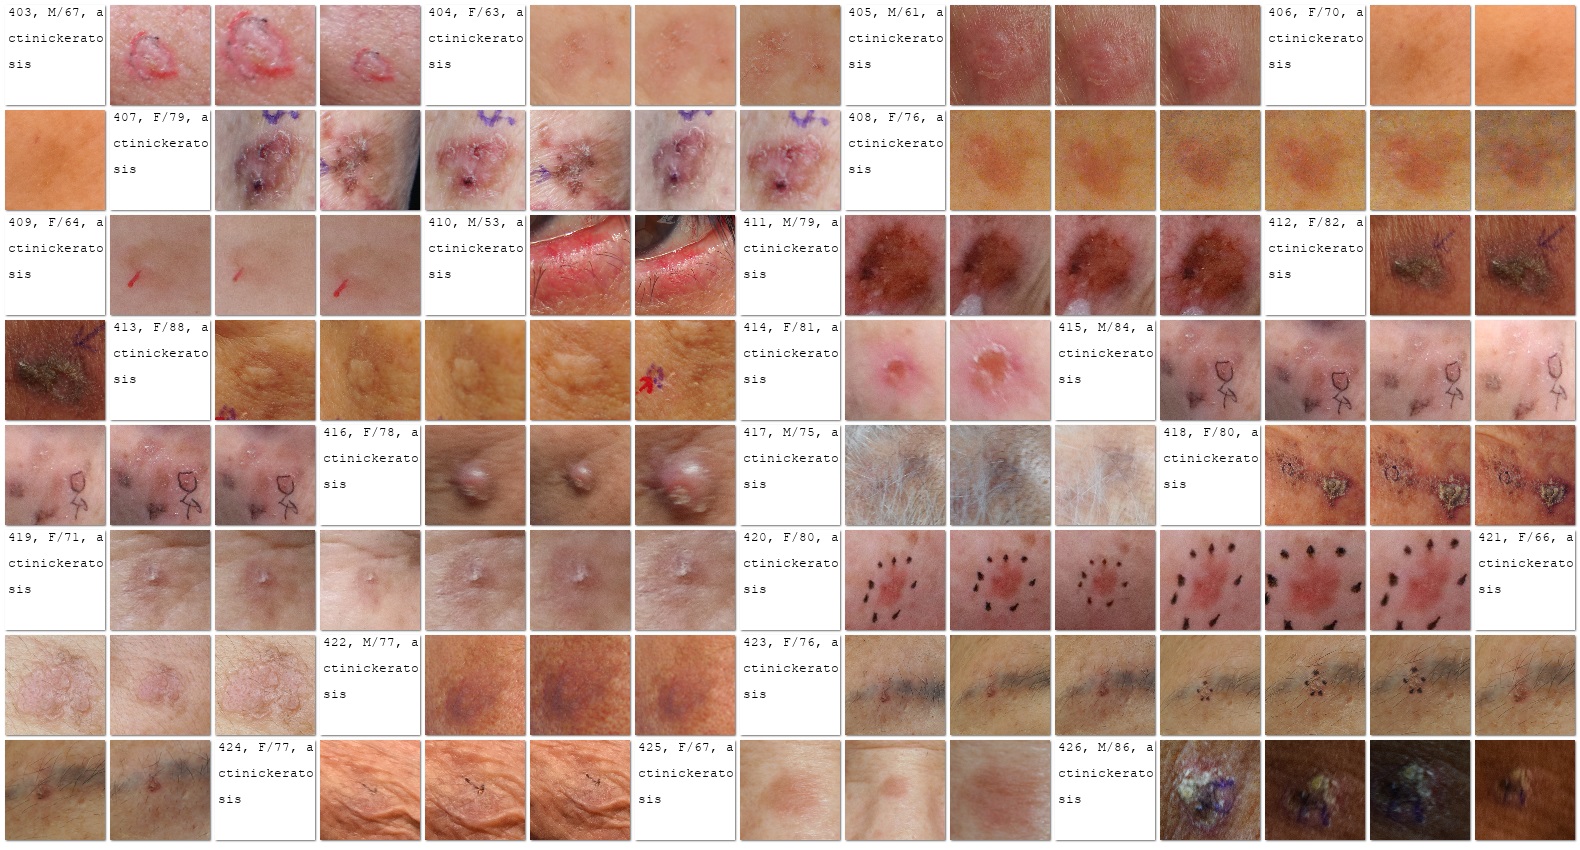 403, M/67, a
ctinickerato
sis
404, F/63, a
ctinickerato
sis
405, M/61, a
ctinickerato
sis
406, F/70, a
ctinickerato
sis
407, F/79, a
ctinickerato
sis
408, F/76, a
ctinickerato
sis
409, F/64, a
ctinickerato
sis
410, M/53, a
ctinickerato
sis
411, M/79, a
ctinickerato
sis
412, F/82, a
ctinickerato
sis
413, F/88, a
ctinickerato
sis
414, F/81, a
ctinickerato
sis
415, M/84, a
ctinickerato
sis
416, F/78, a
ctinickerato
sis
417, M/75, a
ctinickerato
sis
418, F/80, a
ctinickerato
sis
419, F/71, a
ctinickerato
sis
420, F/80, a
ctinickerato
sis
421, F/66, a
ctinickerato
sis
422, M/77, a
ctinickerato
sis
423, F/76, a
ctinickerato
sis
424, F/77, a
ctinickerato
sis
425, F/67, a
ctinickerato
sis
426, M/86, a
ctinickerato
sis